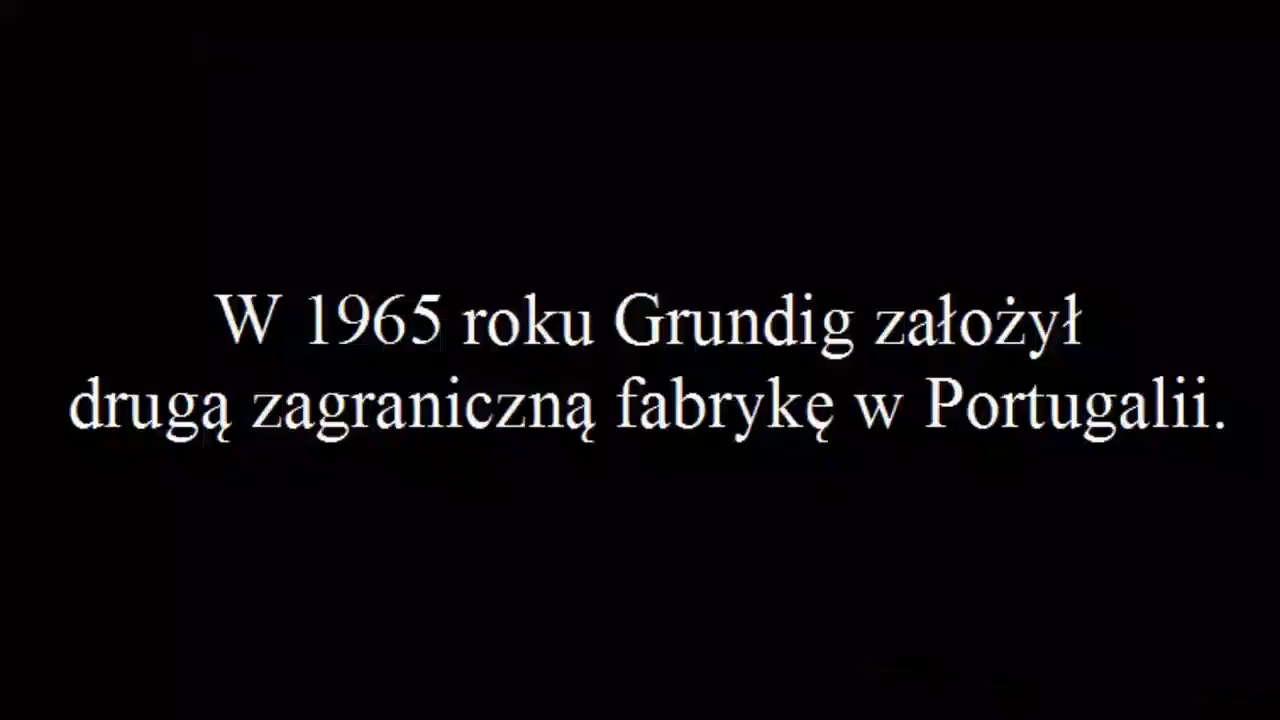 W 1965 roku Grundig założył
drugą zagraniczną fabrykę w Portugalii.